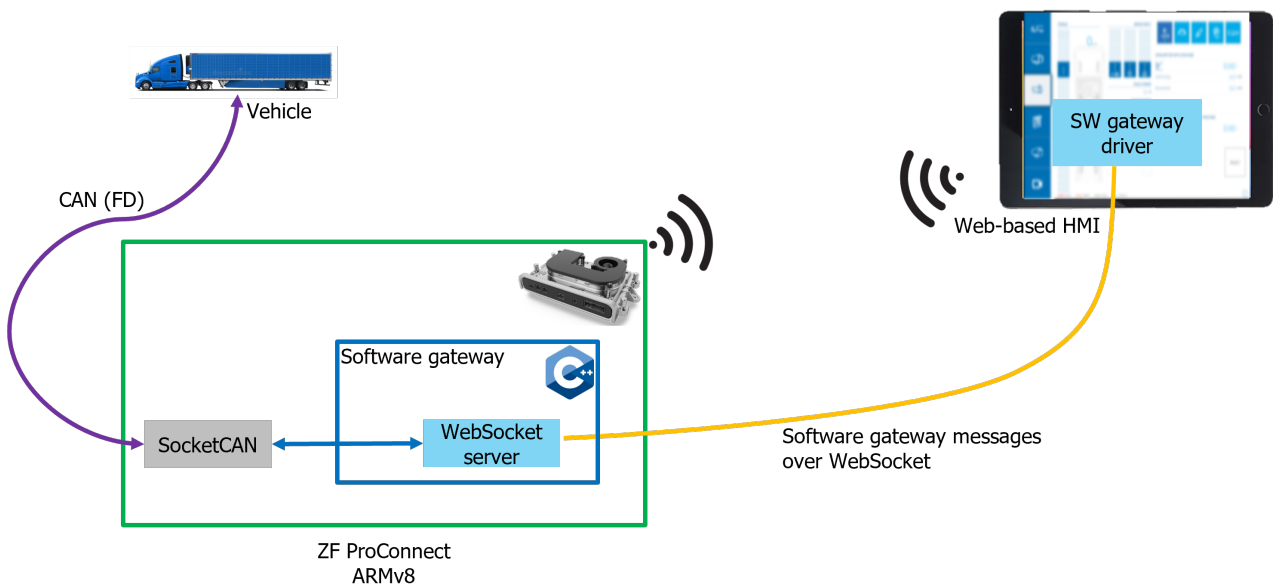 Vehicle
SW gateway
driver
CAN (FD)
Web-based HMI
Software gateway
C++
WebSocket
server
SocketCAN
Software gateway messages
over WebSocket
ZF ProConnect
ARMv8